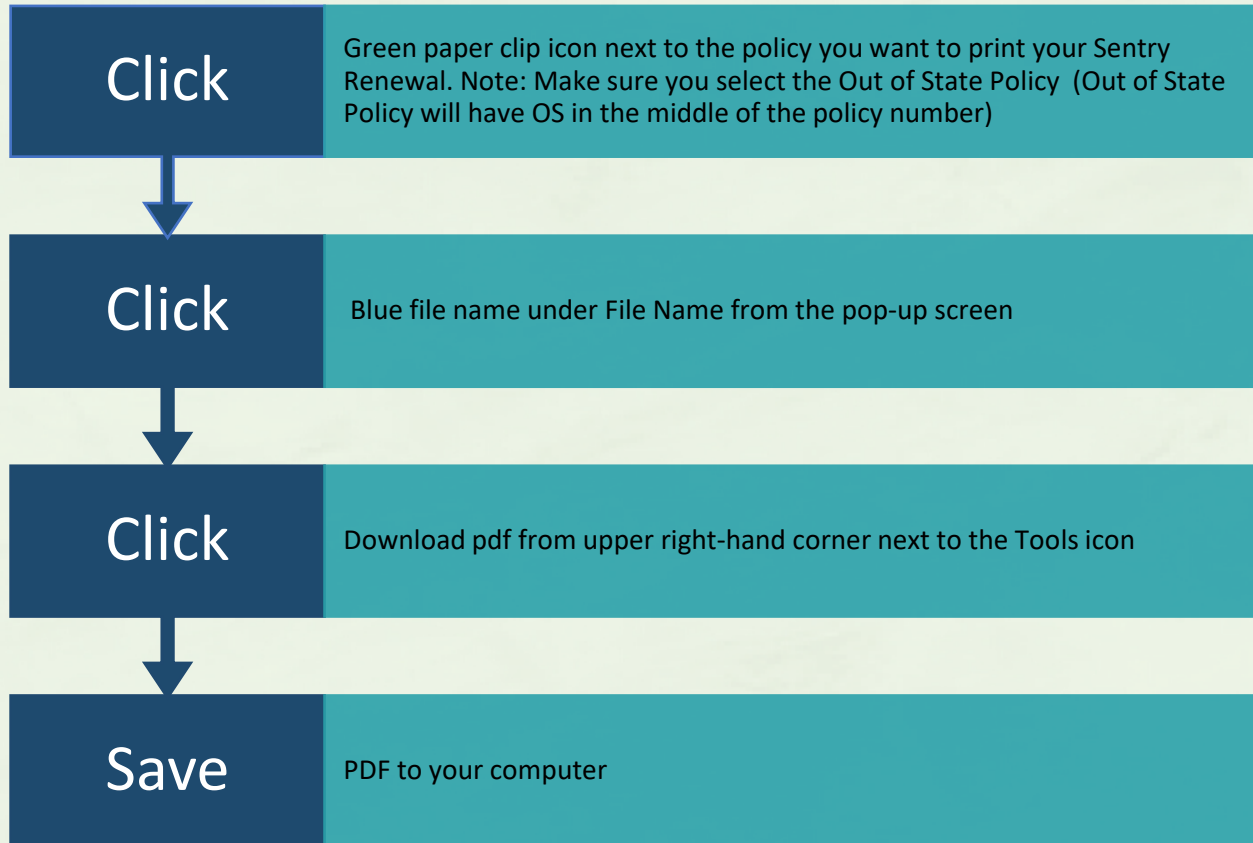 Click
Green paper clip icon next to the policy you want to print your Sentry
Renewal. Note: Make sure you select the Out of State Policy  (Out of State
Policy will have OS in the middle of the policy number)
Click
Blue file name under File Name from the pop-up screen
Click
Download pdf from upper right-hand corner next to the Tools icon
Save
PDF to your computer